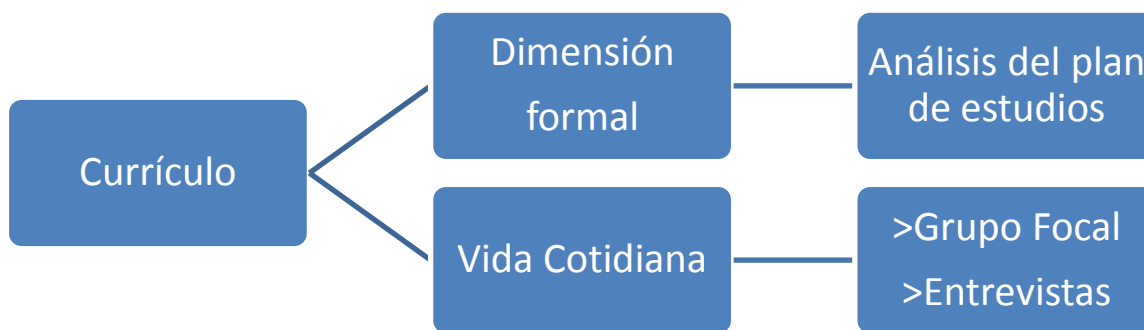 Currículo
Dimensión
formal
Análisis del plan
de estudios
Vida Cotidiana
>Grupo Focal
>Entrevistas